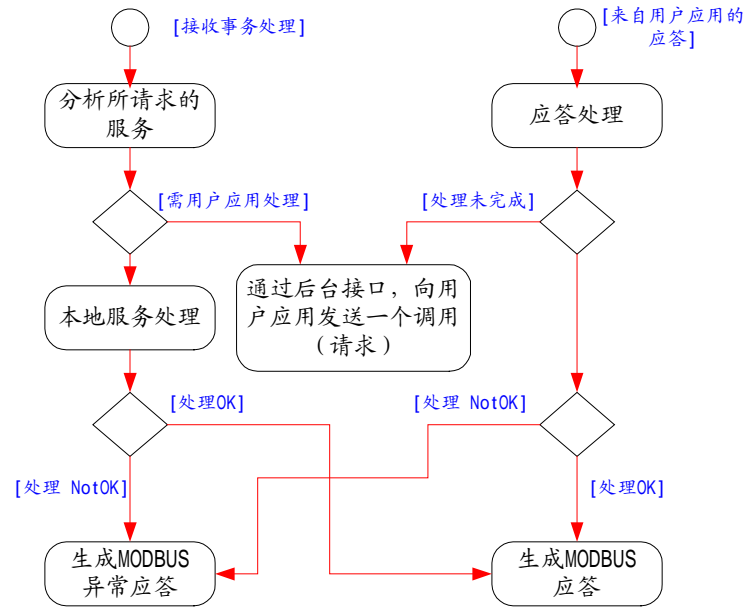 [接收事务处理]
[来自用户应用的
应答]
分析所请求的
服务
应答处理
[需用户应用处理]
[处理未完成]
通过后台接口，向用
户应用发送一个调用
（请求）
本地服务处理
[处理OK]
[处理 NotOK]
[处理 NotOK]
[处理OK]
生成MODBUS
异常应答
生成MODBUS
应答